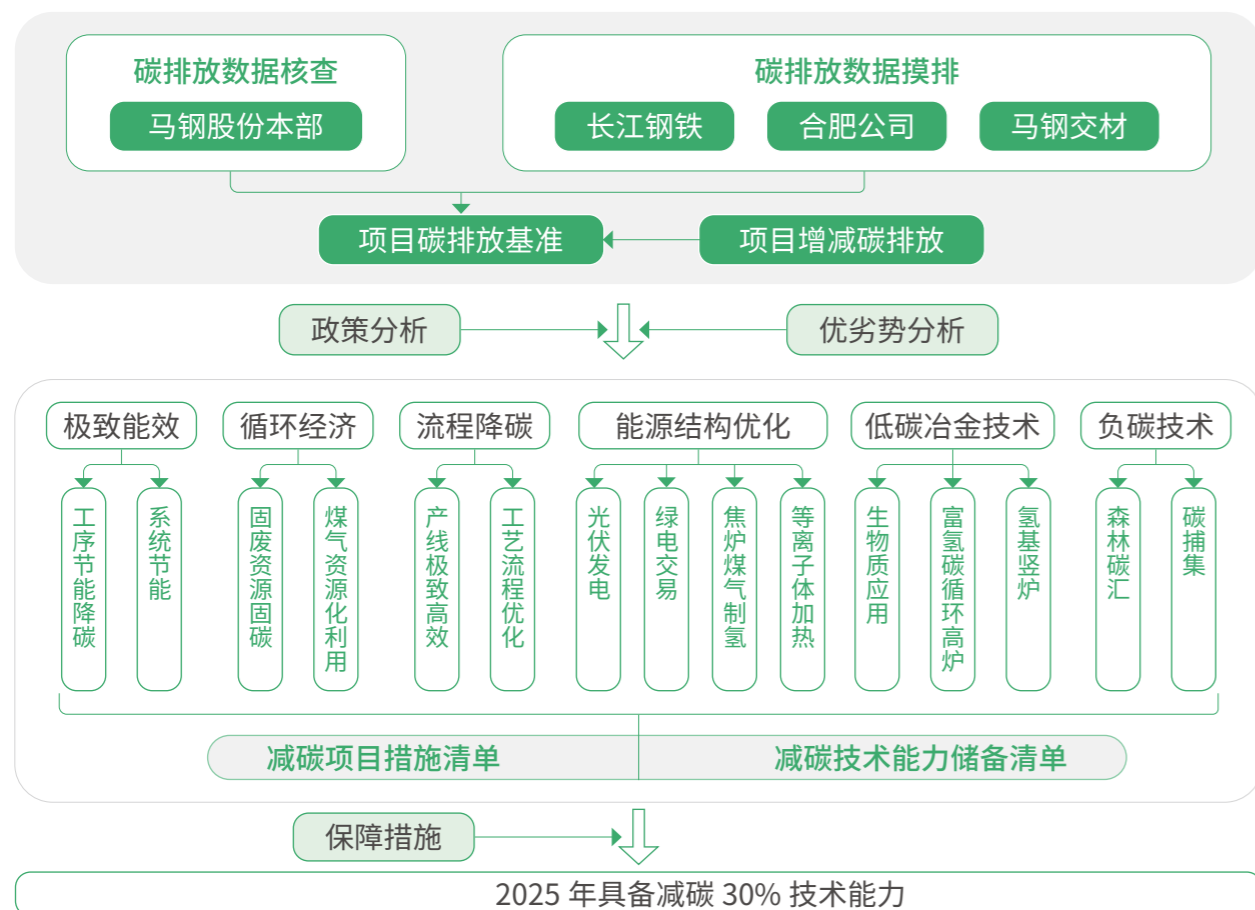 碳排放数据核查
碳排放数据摸排
马钢股份本部
长江钢铁
合肥公司
马钢交材
项目碳排放基准
项目增减碳排放
政策分析
优劣势分析
极致能效
循环经济
流程降碳
能源结构优化
低碳冶金技术
负碳技术
工序节能降碳
系统节能
固废资源固碳
煤气资源化利用
产线极致高效
工艺流程优化
光伏发电
绿电交易
焦炉煤气制氢
等离子体加热
生物质应用
富氢碳循环高炉
氢基竖炉
森林碳汇
碳捕集
减碳项目措施清单
减碳技术能力储备清单
保障措施
2025 年具备减碳 30% 技术能力